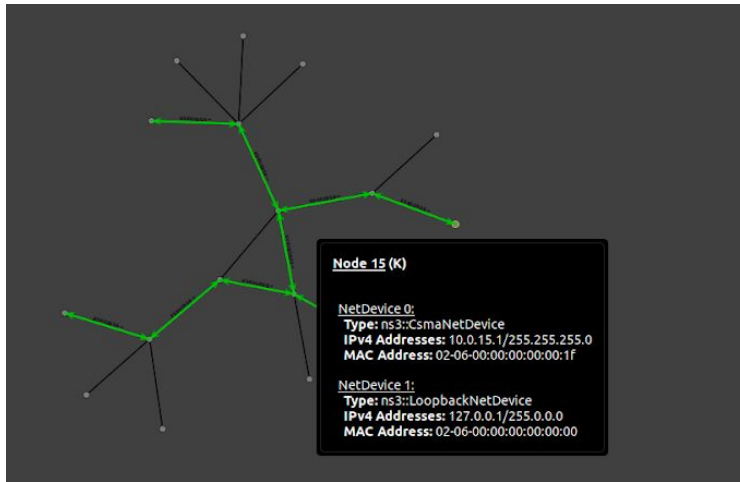 Node 15 (K)
NetDevice 0:
Type: ns3::CsmaNetDevice
IPv4 Addresses: 10.0.15.1/255.255.255.0
MAC Address: 02-06-00:00:00:00:00:1f
NetDevice 1:
Type: ns3::LoopbackNetDevice
IPv4 Addresses: 127.0.0.1/255.0.0.0
MAC Address: 02-06-00:00:00:00:00:00